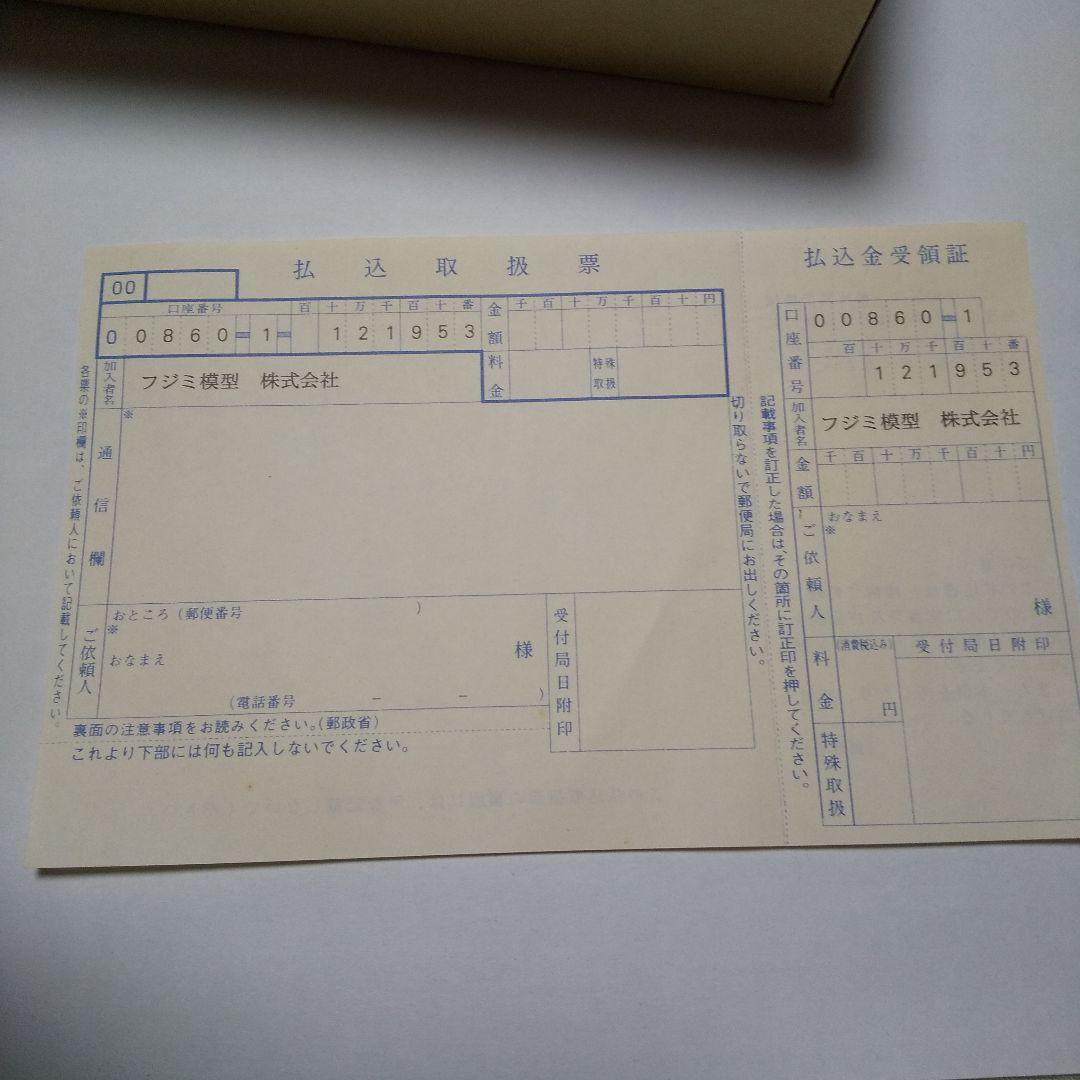 払込取扱票
00
口座番号 百十万千百十番
00860=1= 121953
金額 千百十万千百十円
料金 特殊取扱
加入者名 フジミ模型 株式会社
通信欄 ※
ご依頼人 おところ（郵便番号 ）
※
おなまえ 様
（電話番号 ー ー ）
受付局日附印
裏面の注意事項をお読みください。（郵政省）
これより下部には何も記入しないでください。
各票の※印欄は、ご依頼人において記載してください。
切り取らないで郵便局にお出しください。
記載事項を訂正した場合は、その箇所に訂正印を押してください。
払込金受領証
口座番号 00860=1
百十万千百十番
121953
加入者名 フジミ模型 株式会社
金額 千百十万千百十円
ご依頼人 おなまえ
※
様
料金 （消費税込み） 円
受付局日附印
特殊取扱